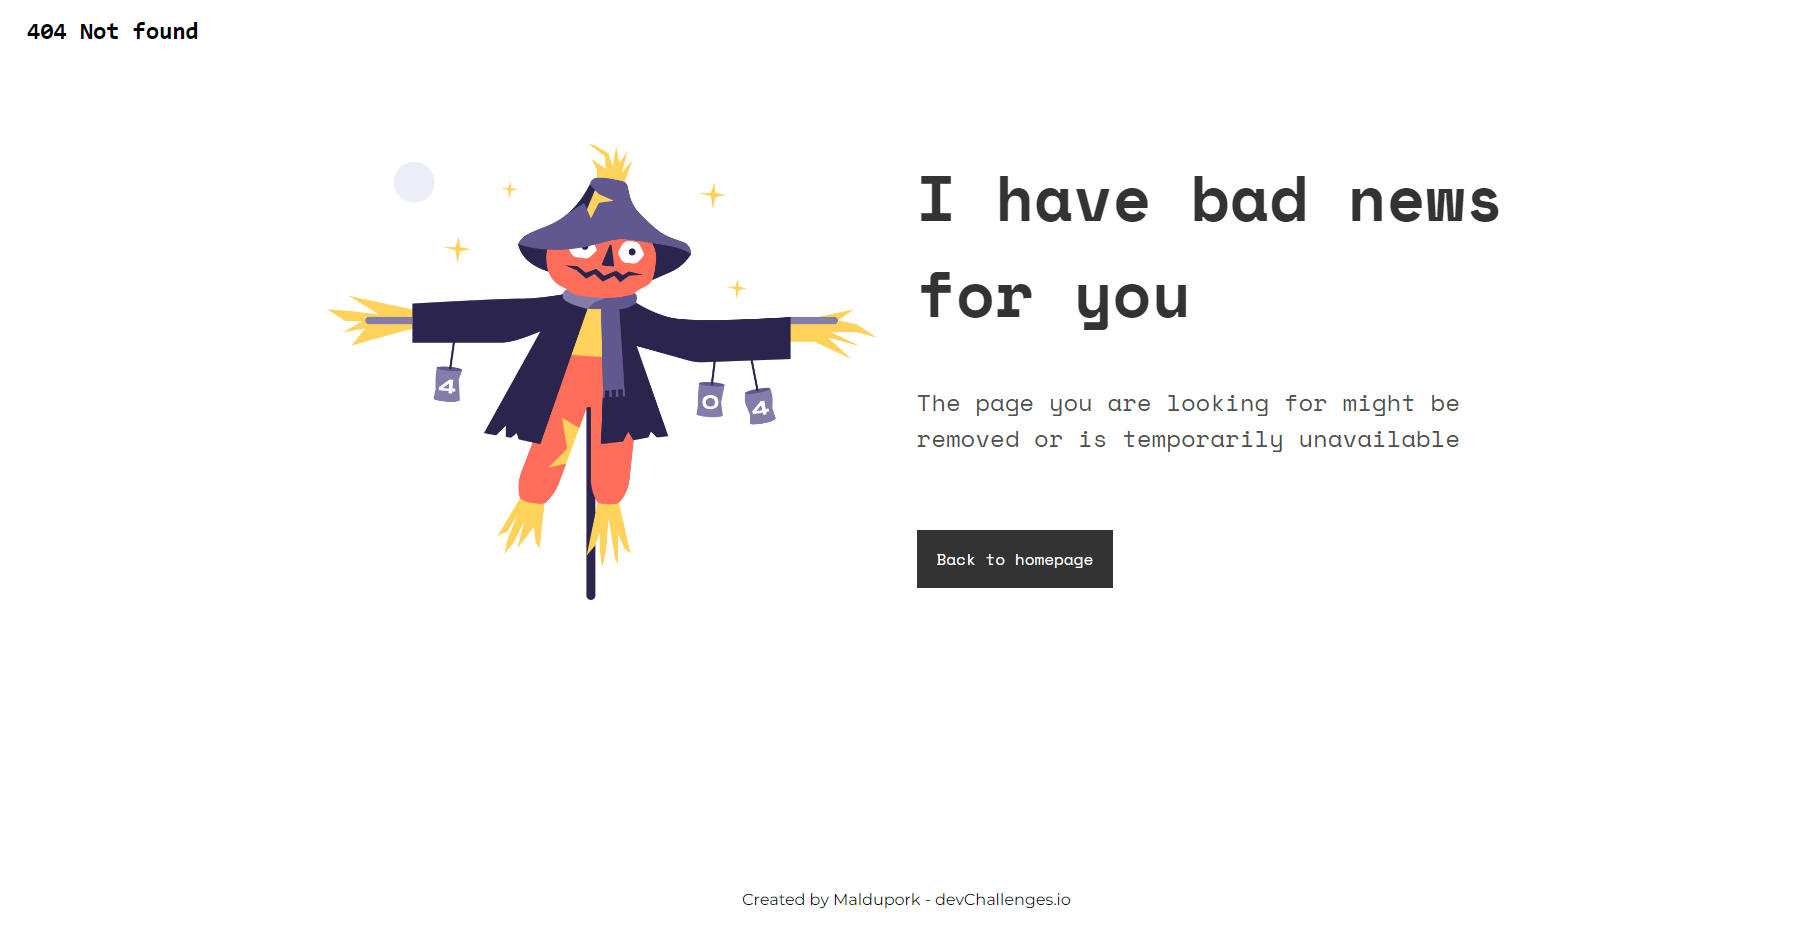 404 Not found
I have bad news
for you
4
0
4
The page you are looking for might be
removed or is temporarily unavailable
Back to homepage
Created by Maldupork - devChallenges.io